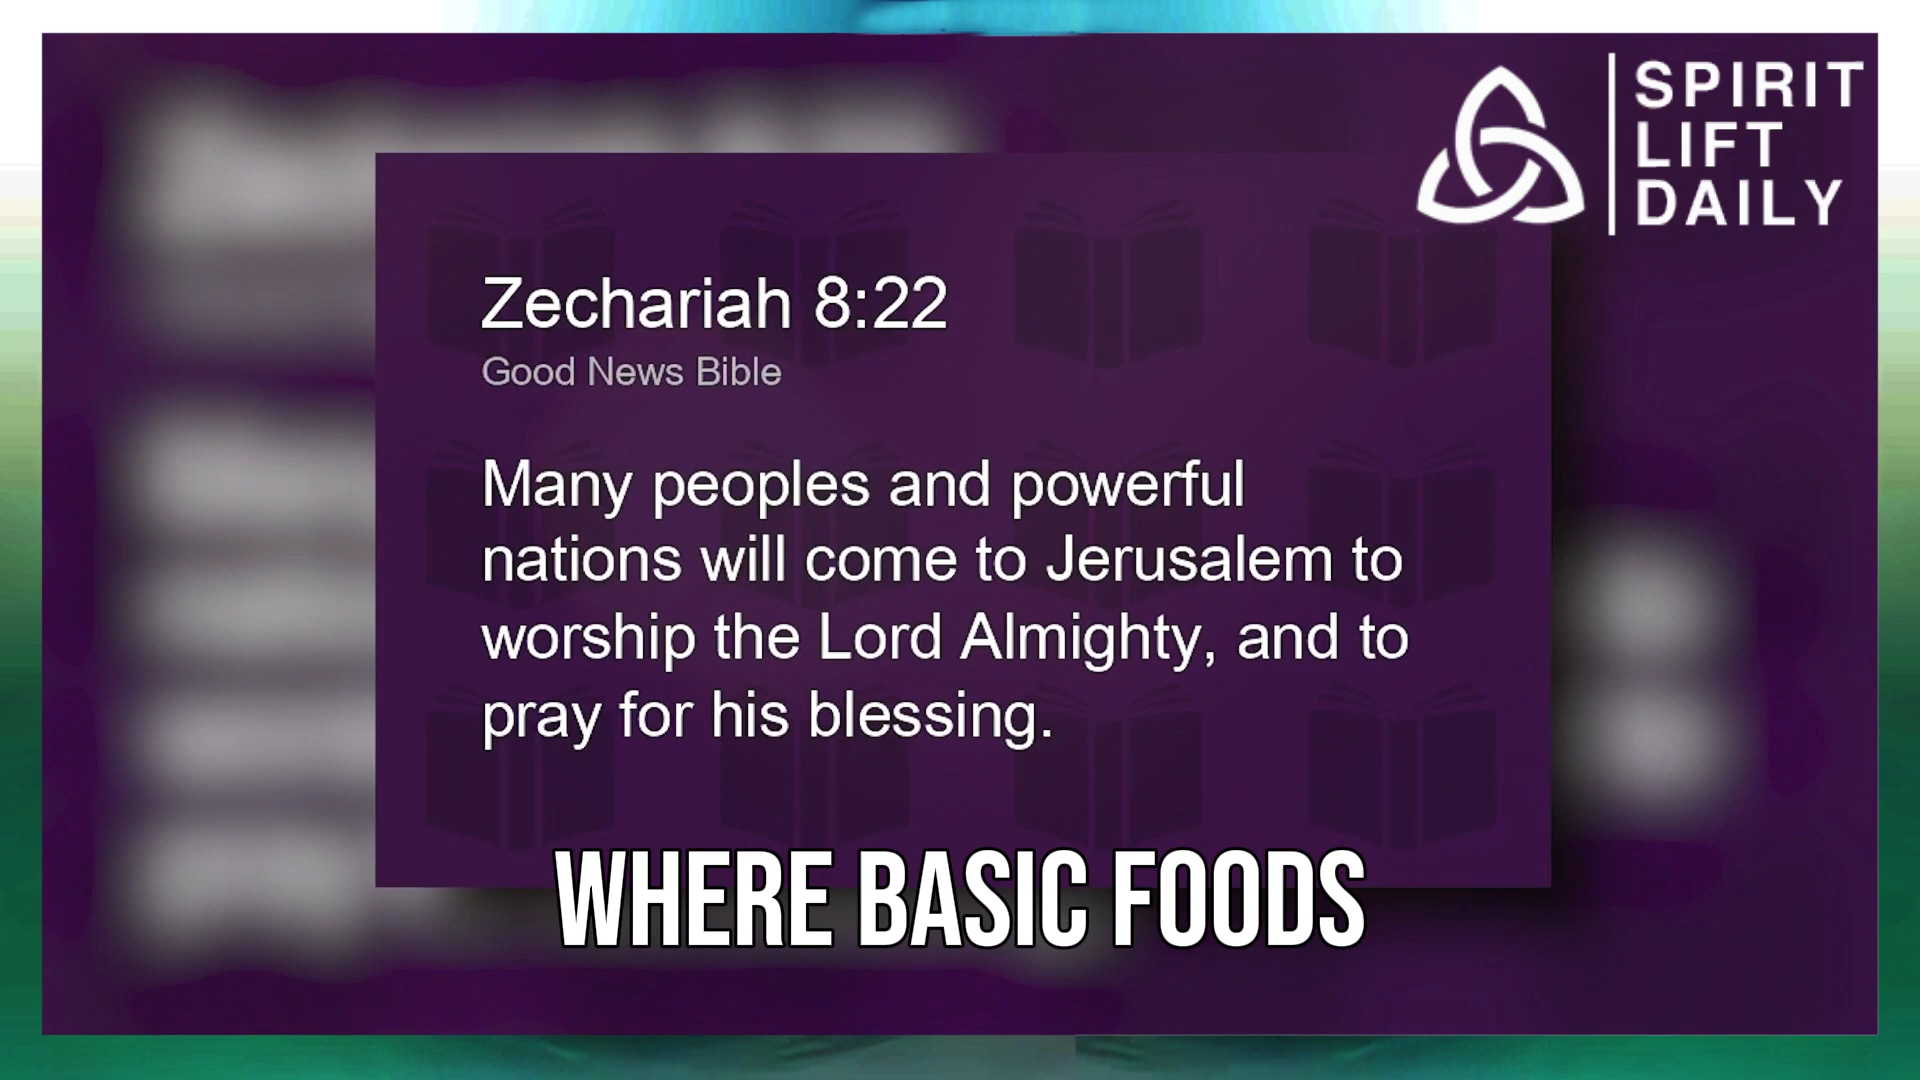 SPIRIT
LIFT
DAILY
Zechariah 8:22
Good News Bible
Many peoples and powerful
nations will come to Jerusalem to
worship the Lord Almighty, and to
pray for his blessing.
WHERE BASIC FOODS